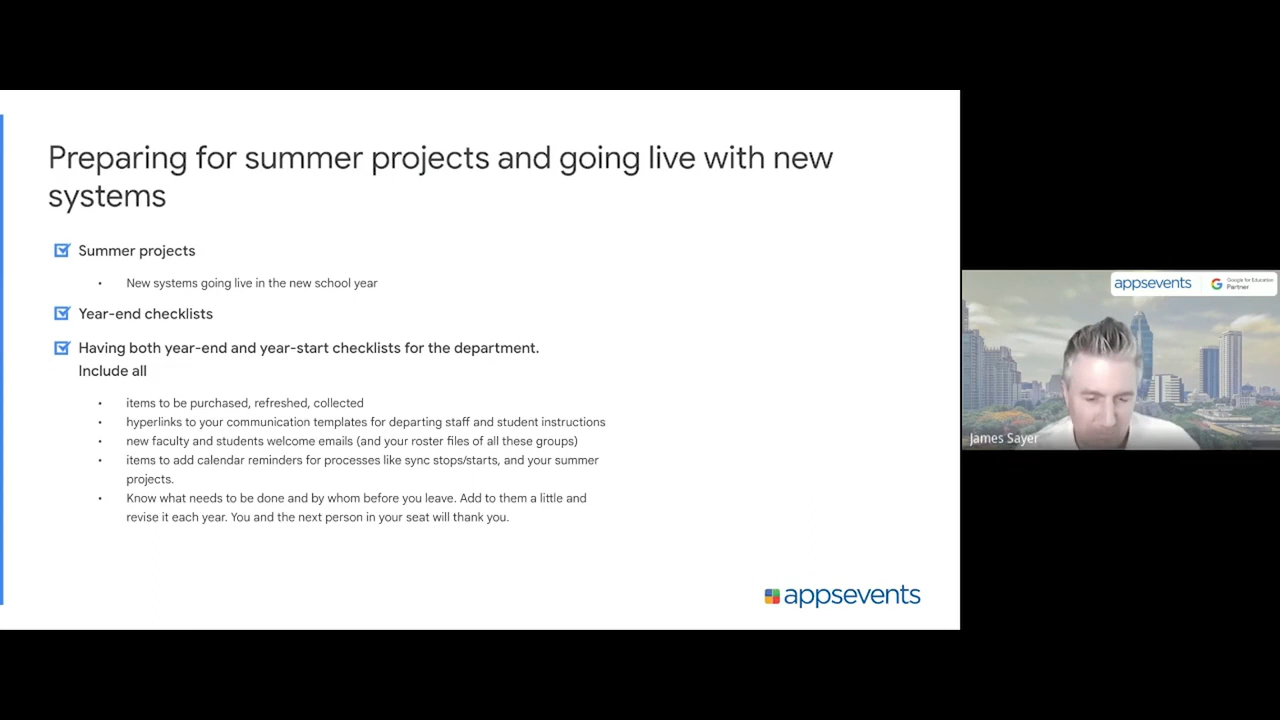 Preparing for summer projects and going live with new
systems
Summer projects
• New systems going live in the new school year
Year-end checklists
Having both year-end and year-start checklists for the department.
Include all
• items to be purchased, refreshed, collected
• hyperlinks to your communication templates for departing staff and student instructions
• new faculty and students welcome emails (and your roster files of all these groups)
• items to add calendar reminders for processes like sync stops/starts, and your summer
projects.
• Know what needs to be done and by whom before you leave. Add to them a little and
revise it each year. You and the next person in your seat will thank you.
appsevents
appsevents
Google for Education
Partner
James Sayer